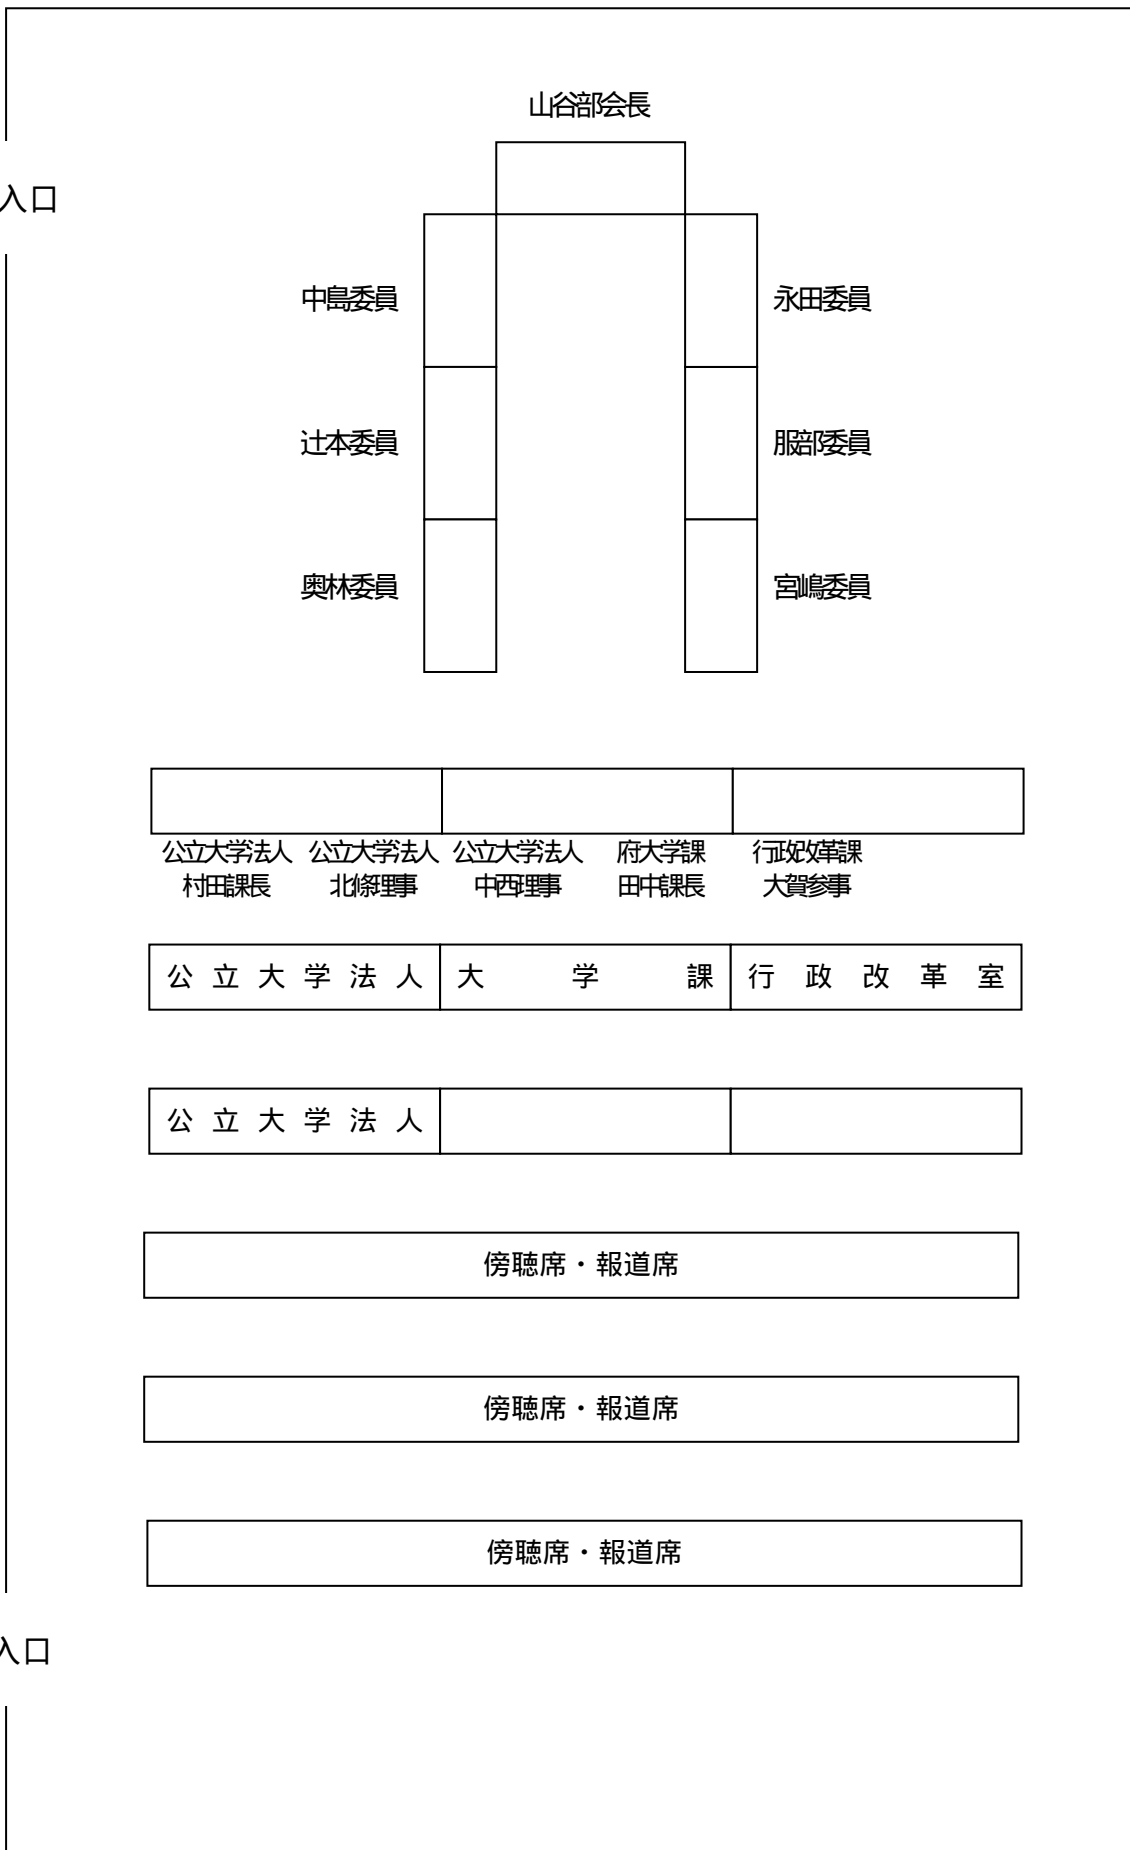 山谷部会長
入口
中島委員 永田委員
辻本委員 服部委員
奥林委員 宮嶋委員
公立大学法人 公立大学法人 公立大学法人 府大学課 行政改革課
村田課長 北條理事 中西理事 田中課長 大賀参事
公立大学法人 大学課 行政改革室
公立大学法人
傍聴席・報道席
傍聴席・報道席
傍聴席・報道席
入口